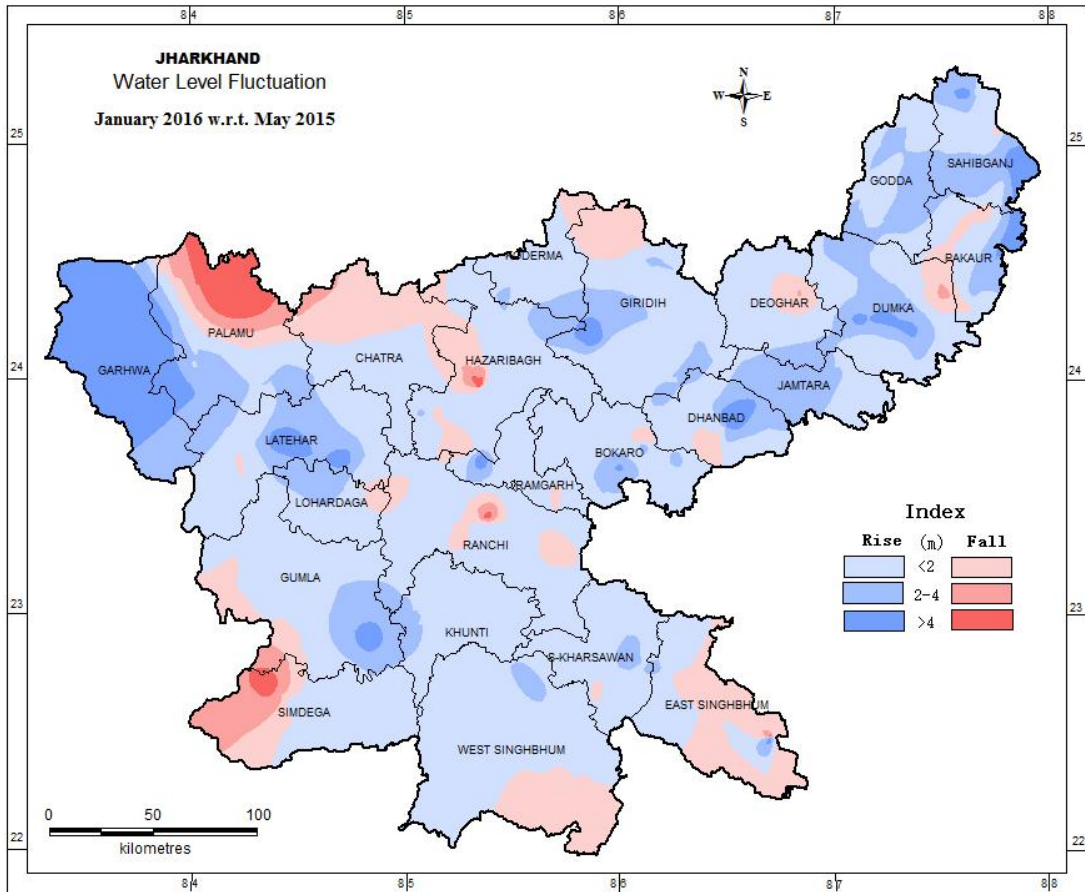 84 85 86 87 88
JHARKHAND
Water Level Fluctuation
January 2016 w.r.t. May 2015
N
W E
S
25 25
SAHIBGANJ
GODDA
KODERMA
PAKAUR
GIRIDIH
DEOGHAR
DUMKA
PALAMU
CHATRA
HAZARIBAGH
GARHWA
24 24
JAMTARA
DHANBAD
LATEHAR
BOKARO
RAMGARH
LOHARDAGA
RANCHI
Index
Rise (m) Fall
<2
2-4
>4
GUMLA
23 23
KHUNTI
S-KHARSAWAN
EAST SINGHBHUM
SIMDEGA
WEST SINGHBHUM
0 50 100
kilometres
22 22
84 85 86 87 88